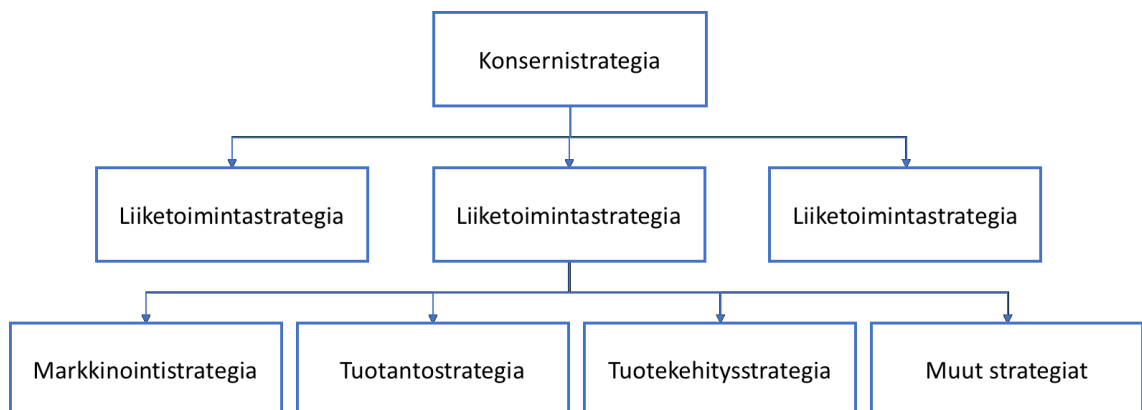 Konsernistrategia
Liiketoimintastrategia
Liiketoimintastrategia
Liiketoimintastrategia
Markkinointistrategia
Tuotantostrategia
Tuotekehitysstrategia
Muut strategiat